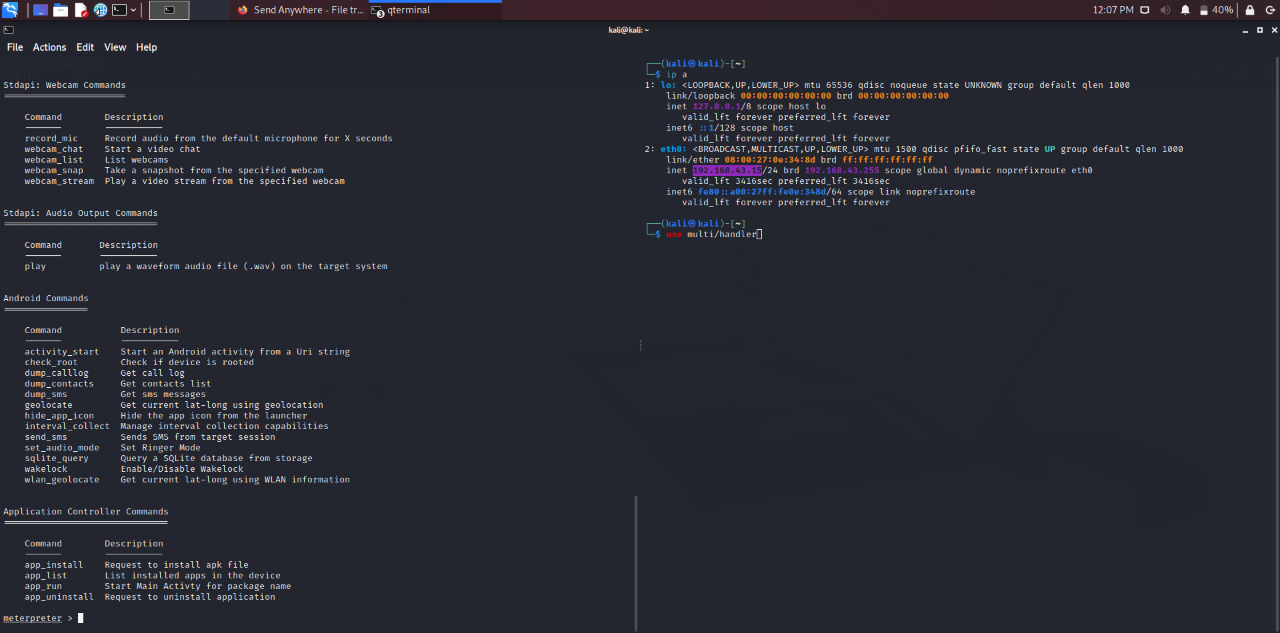 Send Anywhere - File tr...
qterminal
3
12:07 PM
40%
kali@kali: ~
File Actions Edit View Help
Stdapi: Webcam Commands
Command Description
record_mic Record audio from the default microphone for X seconds
webcam_chat Start a video chat
webcam_list List webcams
webcam_snap Take a snapshot from the specified webcam
webcam_stream Play a video stream from the specified webcam
Stdapi: Audio Output Commands
Command Description
play play a waveform audio file (.wav) on the target system
Android Commands
Command Description
activity_start Start an Android activity from a Uri string
check_root Check if device is rooted
dump_calllog Get call log
dump_contacts Get contacts list
dump_sms Get sms messages
geolocate Get current lat-long using geolocation
hide_app_icon Hide the app icon from the launcher
interval_collect Manage interval collection capabilities
send_sms Sends SMS from target session
set_audio_mode Set Ringer Mode
sqlite_query Query a SQLite database from storage
wakelock Enable/Disable Wakelock
wlan_geolocate Get current lat-long using WLAN information
Application Controller Commands
Command Description
app_install Request to install apk file
app_list List installed apps in the device
app_run Start Main Activty for package name
app_uninstall Request to uninstall application
meterpreter >
┌──(kali㉿kali)-[~]
└─$ ip a
1: lo: <LOOPBACK,UP,LOWER_UP> mtu 65536 qdisc noqueue state UNKNOWN group default qlen 1000
link/loopback 00:00:00:00:00:00 brd 00:00:00:00:00:00
inet 127.0.0.1/8 scope host lo
valid_lft forever preferred_lft forever
inet6 ::1/128 scope host
valid_lft forever preferred_lft forever
2: eth0: <BROADCAST,MULTICAST,UP,LOWER_UP> mtu 1500 qdisc pfifo_fast state UP group default qlen 1000
link/ether 08:00:27:0e:34:8d brd ff:ff:ff:ff:ff:ff
inet /24 brd 192.168.43.255 scope global dynamic noprefixroute eth0
valid_lft 3416sec preferred_lft 3416sec
inet6 fe80::a00:27ff:fe0e:348d/64 scope link noprefixroute
valid_lft forever preferred_lft forever
┌──(kali㉿kali)-[~]
└─$ use multi/handler